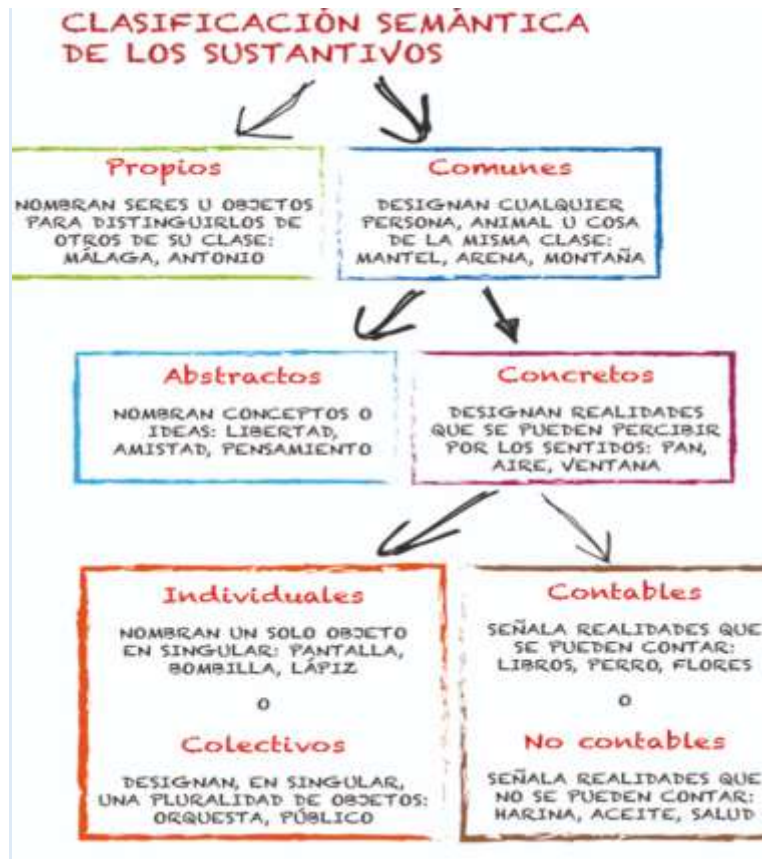 CLASIFICACIÓN SEMÁNTICA
DE LOS SUSTANTIVOS
Propios
NOMBRAN SERES U OBJETOS
PARA DISTINGUIRLOS DE
OTROS DE SU CLASE:
MÁLAGA, ANTONIO
Comunes
DESIGNAN CUALQUIER
PERSONA, ANIMAL U COSA
DE LA MISMA CLASE:
MANTEL, ARENA, MONTAÑA
Abstractos
NOMBRAN CONCEPTOS O
IDEAS: LIBERTAD,
AMISTAD, PENSAMIENTO
Concretos
DESIGNAN REALIDADES
QUE SE PUEDEN PERCIBIR
POR LOS SENTIDOS: PAN,
AIRE, VENTANA
Individuales
NOMBRAN UN SOLO OBJETO
EN SINGULAR: PANTALLA,
BOMBILLA, LÁPIZ
O
Colectivos
DESIGNAN, EN SINGULAR,
UNA PLURALIDAD DE OBJETOS:
ORQUESTA, PÚBLICO
Contables
SEÑALA REALIDADES QUE
SE PUEDEN CONTAR:
LIBROS, PERRO, FLORES
O
No contables
SEÑALA REALIDADES QUE
NO SE PUEDEN CONTAR:
HARINA, ACEITE, SALUD